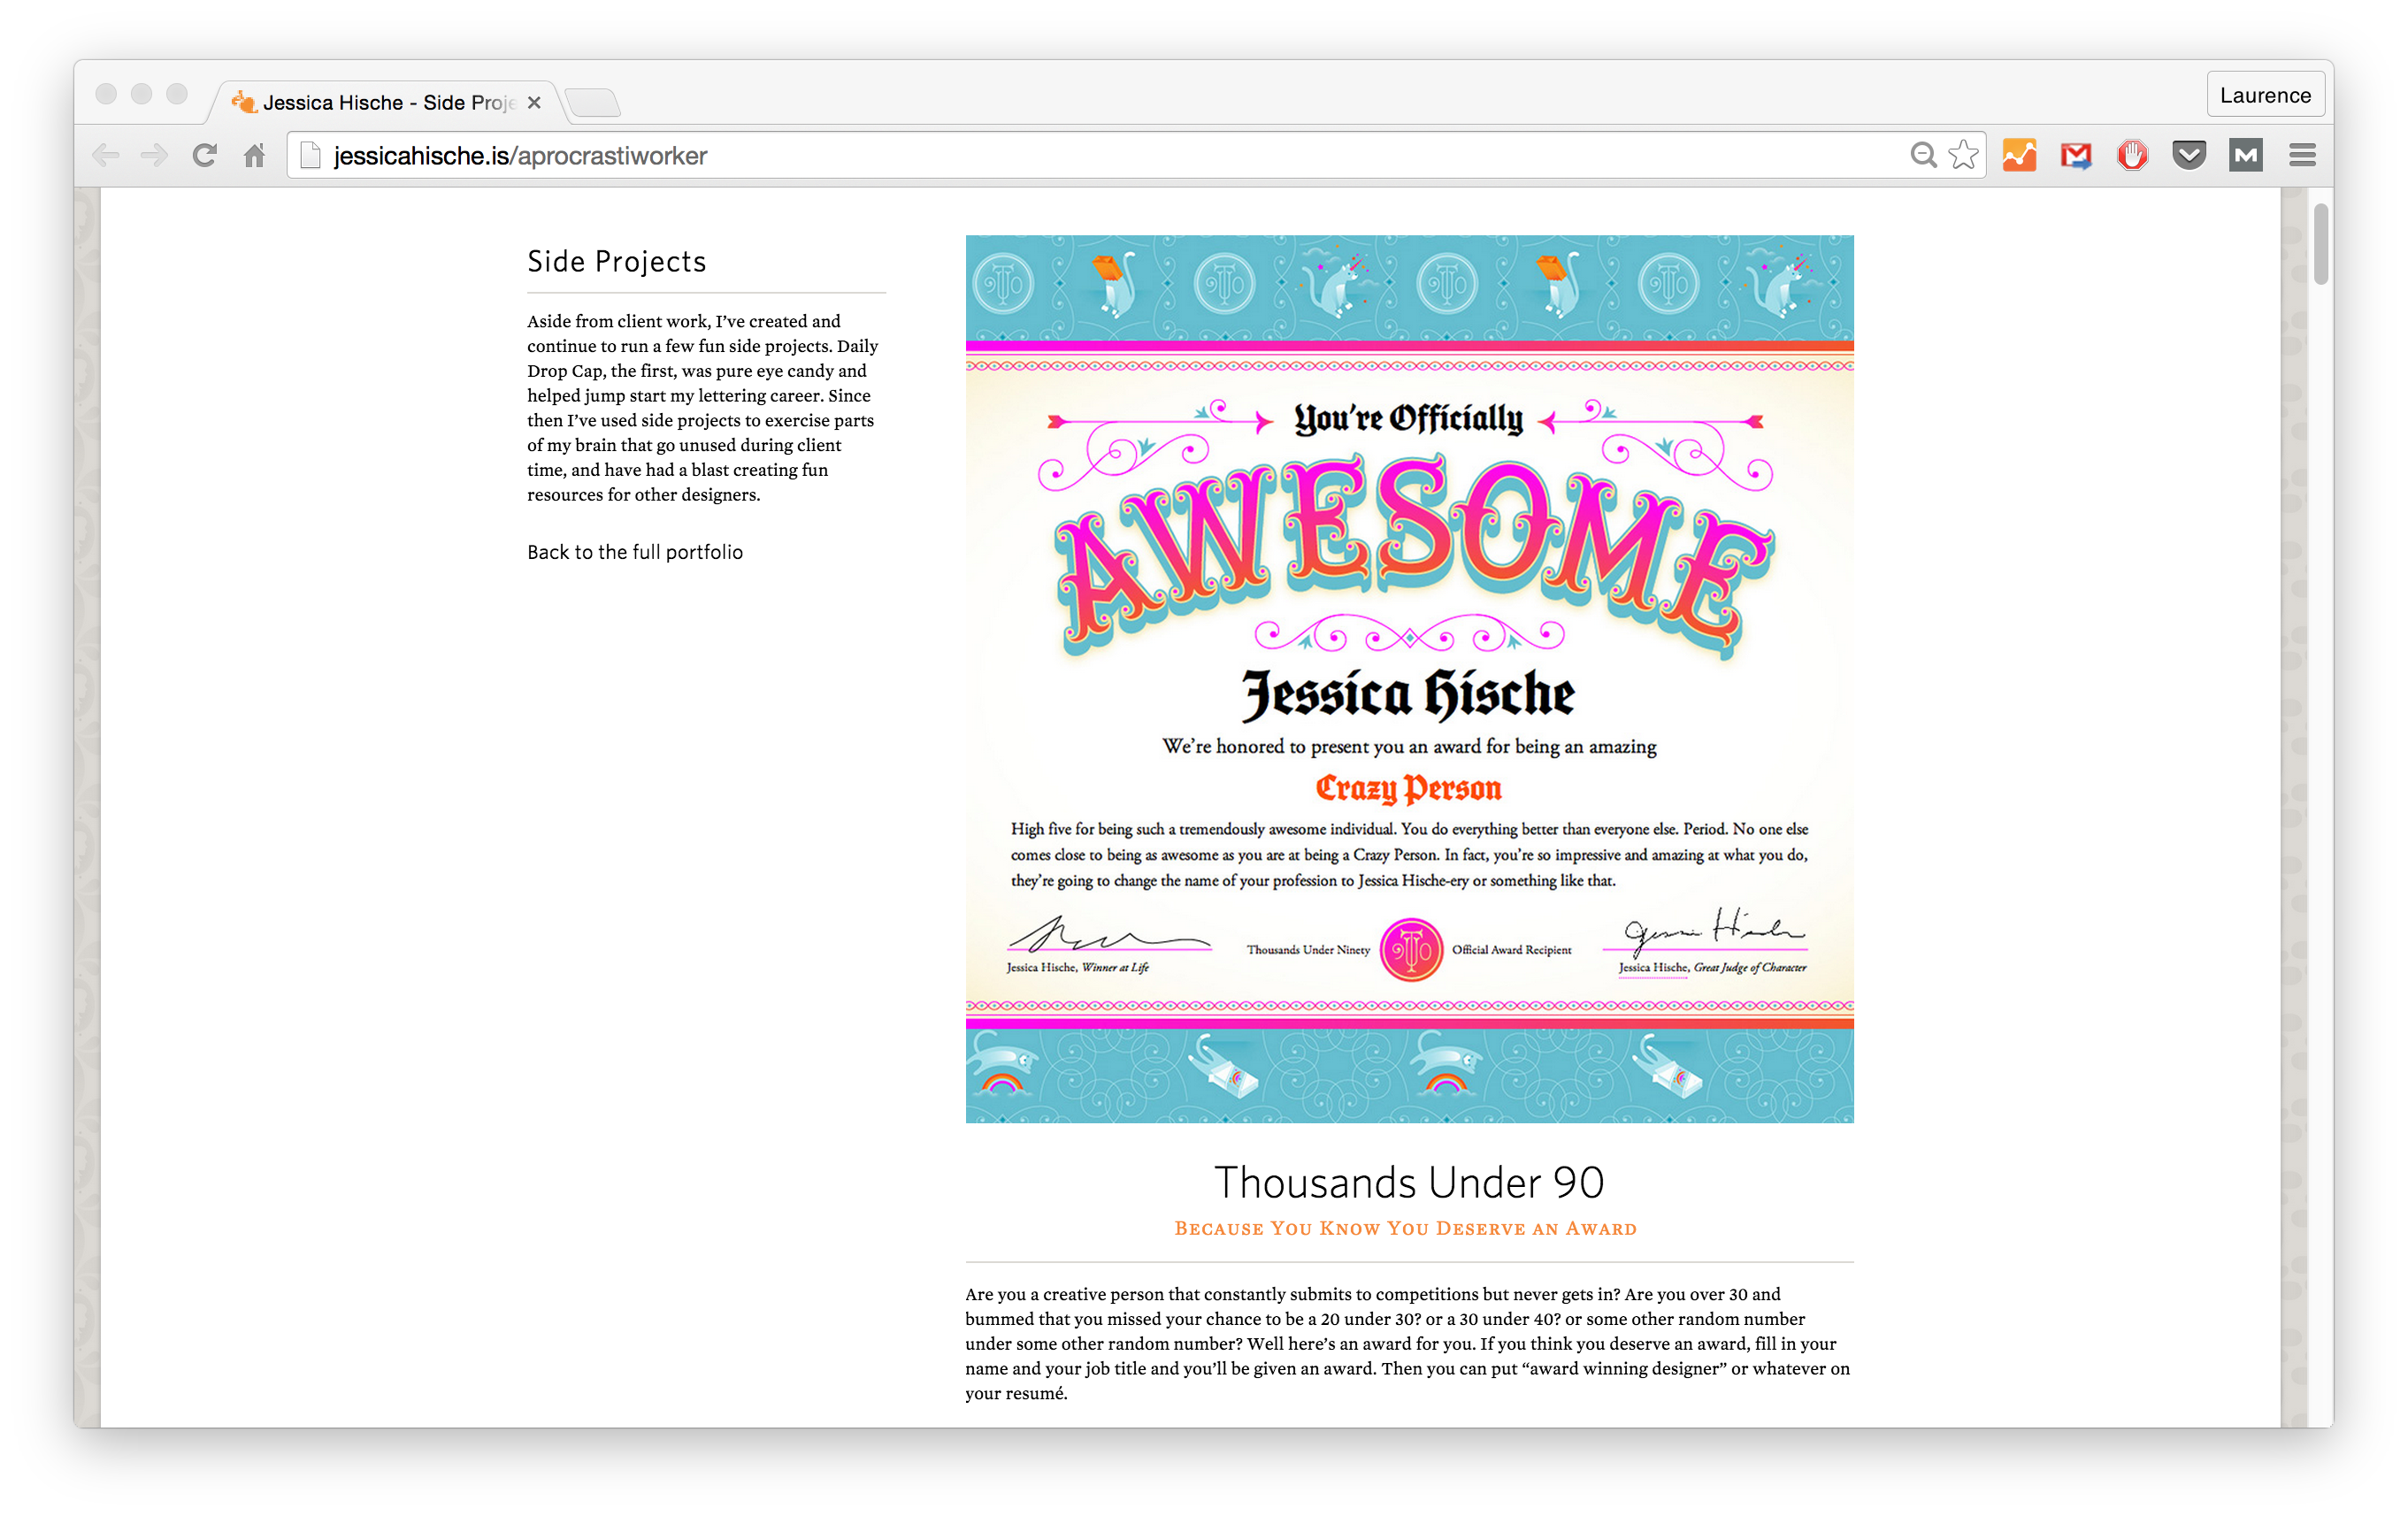 Jessica Hische - Side Proje
Laurence
jessicahische.is/aprocrastiworker
Side Projects
Aside from client work, I've created and
continue to run a few fun side projects. Daily
Drop Cap, the first, was pure eye candy and
helped jump start my lettering career. Since
then I've used side projects to exercise parts
of my brain that go unused during client
time, and have had a blast creating fun
resources for other designers.
Back to the full portfolio
You're Officially
AWESOME
Jessica Hische
We're honored to present you an award for being an amazing
Crazy Person
High five for being such a tremendously awesome individual. You do everything better than everyone else. Period. No one else
comes close to being as awesome as you are at being a Crazy Person. In fact, you're so impressive and amazing at what you do,
they're going to change the name of your profession to Jessica Hische-ery or something like that.
Jessica Hische, Winner at Life
Thousands Under Ninety
Official Award Recipient
Jessica Hische, Great Judge of Character
Thousands Under 90
Because You Know You Deserve an Award
Are you a creative person that constantly submits to competitions but never gets in? Are you over 30 and
bummed that you missed your chance to be a 20 under 30? or a 30 under 40? or some other random number
under some other random number? Well here's an award for you. If you think you deserve an award, fill in your
name and your job title and you'll be given an award. Then you can put “award winning designer” or whatever on
your resumé.